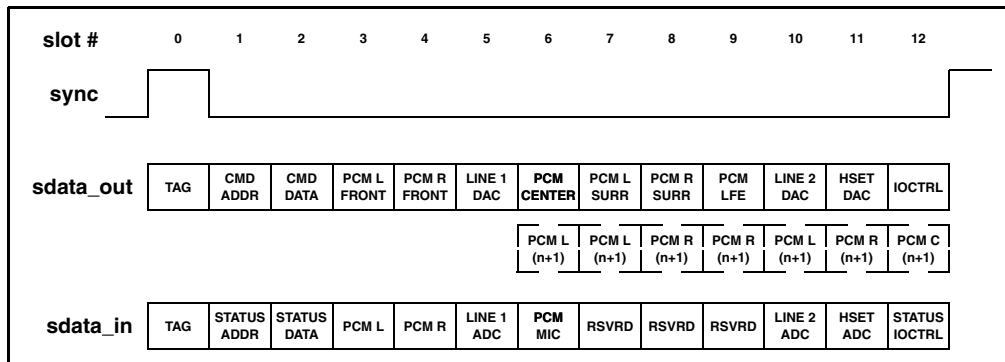 slot # 0 1 2 3 4 5 6 7 8 9 10 11 12
sync
sdata_out TAG CMD ADDR CMD DATA PCM L FRONT PCM R FRONT LINE 1 DAC PCM CENTER PCM L SURR PCM R SURR PCM LFE LINE 2 DAC HSET DAC IOCTRL
PCM L (n+1) PCM L (n+1) PCM R (n+1) PCM R (n+1) PCM L (n+1) PCM R (n+1) PCM C (n+1)
sdata_in TAG STATUS ADDR STATUS DATA PCM L PCM R LINE 1 ADC PCM MIC RSVRD RSVRD RSVRD LINE 2 ADC HSET ADC STATUS IOCTRL